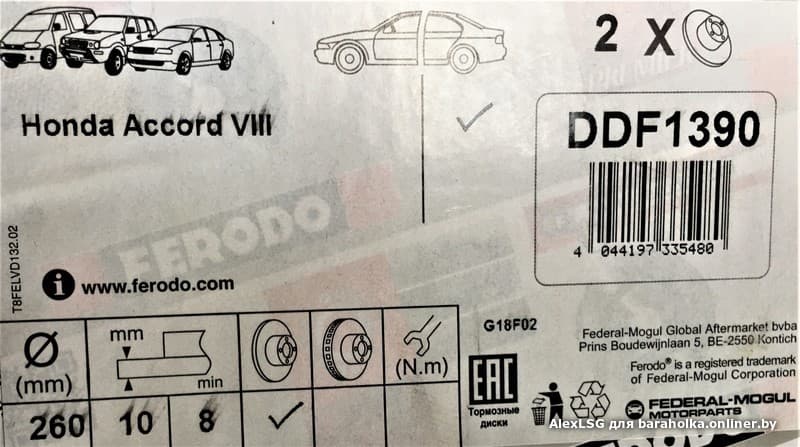 2 X
Honda Accord VIII
DDF1390
4 044197 335480
FERODO
T8FELVD132.02
i www.ferodo.com
G18F02
Federal-Mogul Global Aftermarket bvba
Prins Boudewijnlaan 5, BE-2550 Kontich
Ferodo® is a registered trademark
of Federal-Mogul Corporation
EAC
Тормозные
диски
FEDERAL-MOGUL
MOTORPARTS
Ø (mm)
mm
min
(N.m)
260 10 8
AlexLSG для baraholka.onliner.by